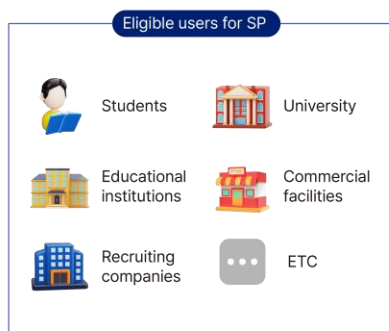 Eligible users for SP
Students
University
Educational
institutions
Commercial
facilities
Recruiting
companies
ETC